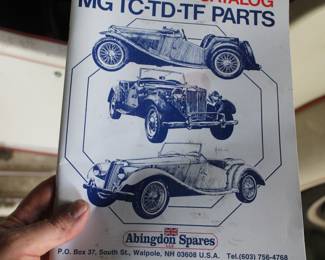 CATALOG
MG TC-TD-TF PARTS
Abingdon Spares
P.O. Box 37, South St., Walpole, NH 03608 U.S.A. Tel.(603) 756-4768